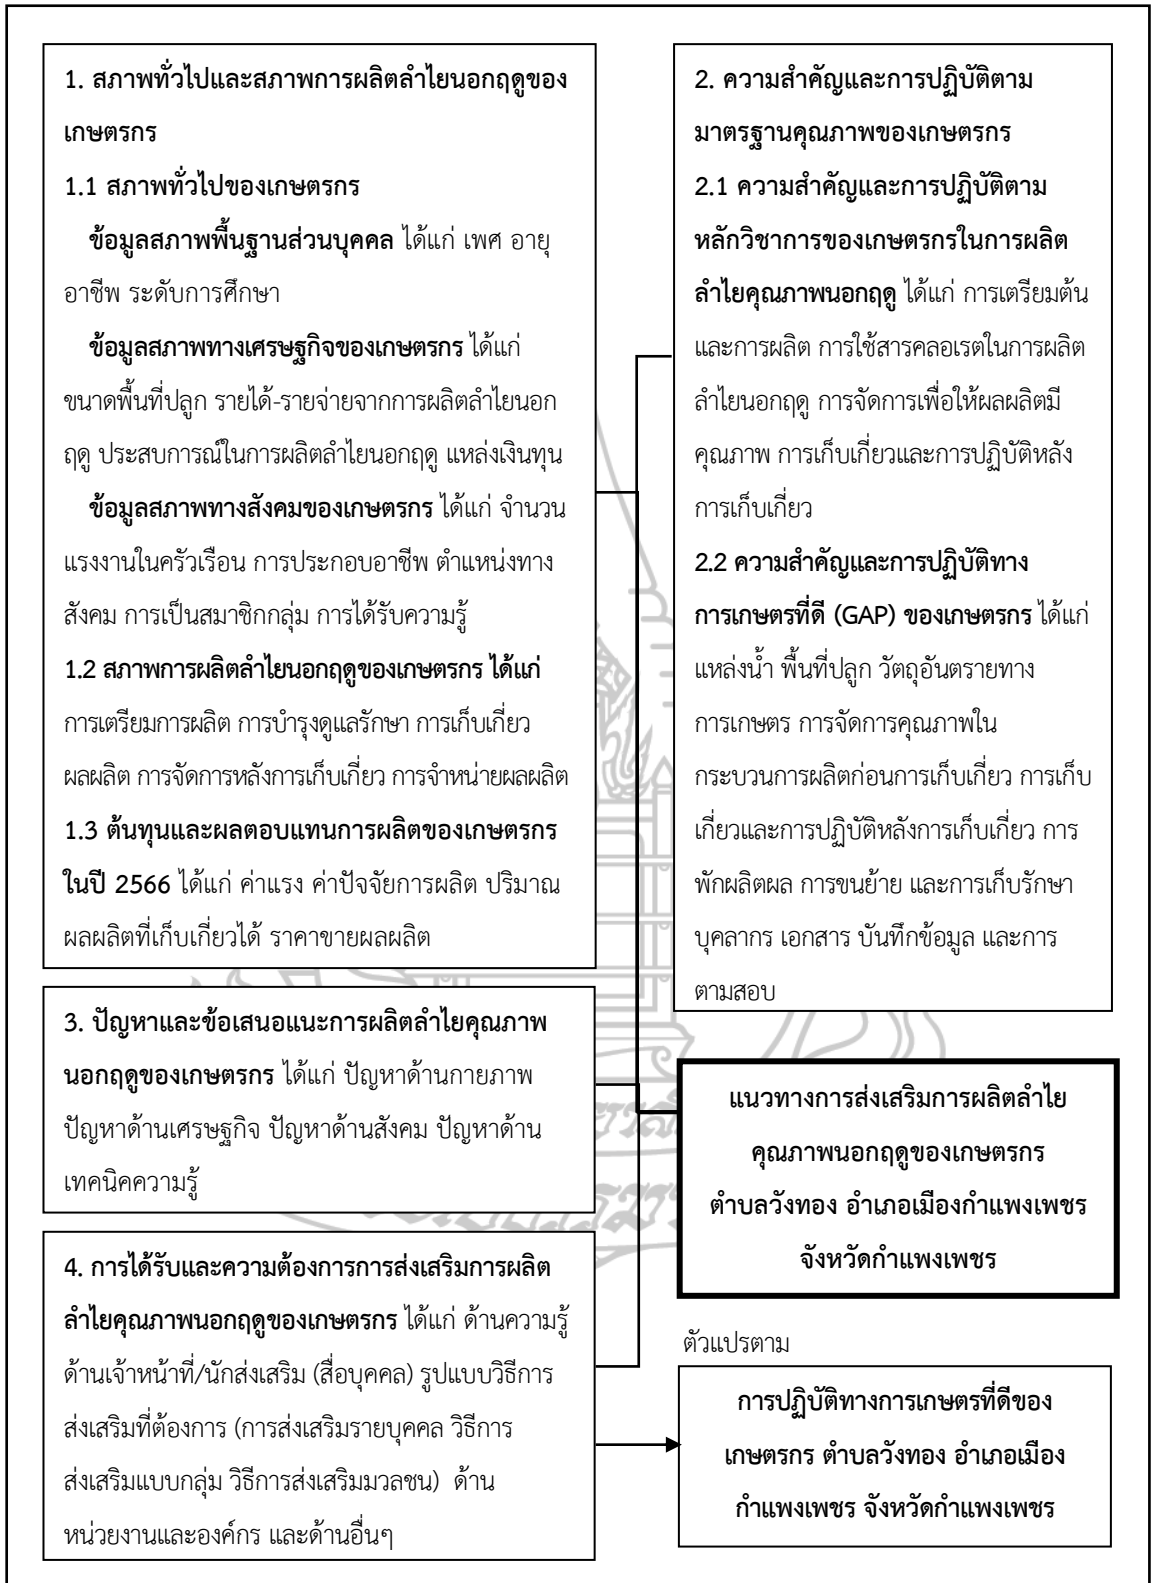 1. สภาพทั่วไปและสภาพการผลิตลำไยนอกฤดูของ
เกษตรกร
1.1 สภาพทั่วไปของเกษตรกร
ข้อมูลสภาพพื้นฐานส่วนบุคคล ได้แก่ เพศ อายุ
อาชีพ ระดับการศึกษา
ข้อมูลสภาพทางเศรษฐกิจของเกษตรกร ได้แก่
ขนาดพื้นที่ปลูก รายได้-รายจ่ายจากการผลิตลำไยนอก
ฤดู ประสบการณ์ในการผลิตลำไยนอกฤดู แหล่งเงินทุน
ข้อมูลสภาพทางสังคมของเกษตรกร ได้แก่ จำนวน
แรงงานในครัวเรือน การประกอบอาชีพ ตำแหน่งทาง
สังคม การเป็นสมาชิกกลุ่ม การได้รับความรู้
1.2 สภาพการผลิตลำไยนอกฤดูของเกษตรกร ได้แก่
การเตรียมการผลิต การบำรุงดูแลรักษา การเก็บเกี่ยว
ผลผลิต การจัดการหลังการเก็บเกี่ยว การจำหน่ายผลผลิต
1.3 ต้นทุนและผลตอบแทนการผลิตของเกษตรกร
ในปี 2566 ได้แก่ ค่าแรง ค่าปัจจัยการผลิต ปริมาณ
ผลผลิตที่เก็บเกี่ยวได้ ราคาขายผลผลิต
2. ความสำคัญและการปฏิบัติตาม
มาตรฐานคุณภาพของเกษตรกร
2.1 ความสำคัญและการปฏิบัติตาม
หลักวิชาการของเกษตรกรในการผลิต
ลำไยคุณภาพนอกฤดู ได้แก่ การเตรียมต้น
และการผลิต การใช้สารคลอเรตในการผลิต
ลำไยนอกฤดู การจัดการเพื่อให้ผลผลิตมี
คุณภาพ การเก็บเกี่ยวและการปฏิบัติหลัง
การเก็บเกี่ยว
2.2 ความสำคัญและการปฏิบัติทาง
การเกษตรที่ดี (GAP) ของเกษตรกร ได้แก่
แหล่งน้ำ พื้นที่ปลูก วัตถุอันตรายทาง
การเกษตร การจัดการคุณภาพใน
กระบวนการผลิตก่อนการเก็บเกี่ยว การเก็บ
เกี่ยวและการปฏิบัติหลังการเก็บเกี่ยว การ
พักผลิตผล การขนย้าย และการเก็บรักษา
บุคลากร เอกสาร บันทึกข้อมูล และการ
ตามสอบ
3. ปัญหาและข้อเสนอแนะการผลิตลำไยคุณภาพ
นอกฤดูของเกษตรกร ได้แก่ ปัญหาด้านกายภาพ
ปัญหาด้านเศรษฐกิจ ปัญหาด้านสังคม ปัญหาด้าน
เทคนิคความรู้
แนวทางการส่งเสริมการผลิตลำไย
คุณภาพนอกฤดูของเกษตรกร
ตำบลวังทอง อำเภอเมืองกำแพงเพชร
จังหวัดกำแพงเพชร
4. การได้รับและความต้องการการส่งเสริมการผลิต
ลำไยคุณภาพนอกฤดูของเกษตรกร ได้แก่ ด้านความรู้
ด้านเจ้าหน้าที่/นักส่งเสริม (สื่อบุคคล) รูปแบบวิธีการ
ส่งเสริมที่ต้องการ (การส่งเสริมรายบุคคล วิธีการ
ส่งเสริมแบบกลุ่ม วิธีการส่งเสริมมวลชน) ด้าน
หน่วยงานและองค์กร และด้านอื่นๆ
ตัวแปรตาม
การปฏิบัติทางการเกษตรที่ดีของ
เกษตรกร ตำบลวังทอง อำเภอเมือง
กำแพงเพชร จังหวัดกำแพงเพชร